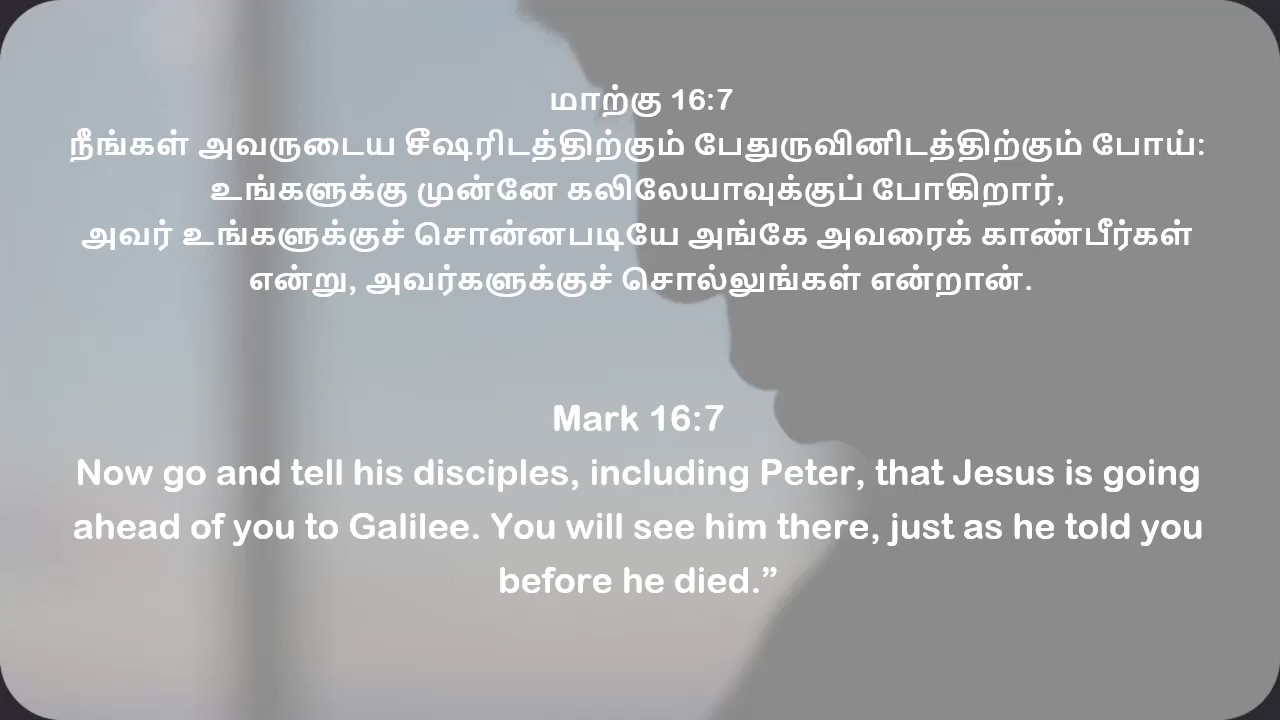 மாற்கு 16:7
நீங்கள் அவருடைய சீஷரிடத்திற்கும் பேதுருவினிடத்திற்கும் போய்:
உங்களுக்கு முன்னே கலிலேயாவுக்குப் போகிறார்,
அவர் உங்களுக்குச் சொன்னபடியே அங்கே அவரைக் காண்பீர்கள்
என்று, அவர்களுக்குச் சொல்லுங்கள் என்றான்.
Mark 16:7
Now go and tell his disciples, including Peter, that Jesus is going
ahead of you to Galilee. You will see him there, just as he told you
before he died.”